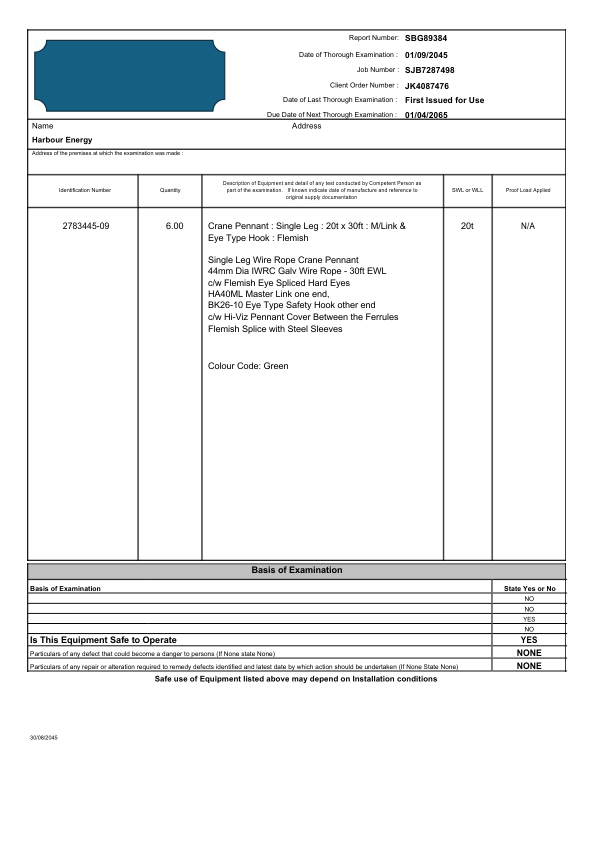 Report Number: SBG89384
Date of Thorough Examination : 01/09/2045
Job Number : SJB7287498
Client Order Number : JK4087476
Date of Last Thorough Examination : First Issued for Use
Due Date of Next Thorough Examination : 01/04/2065
Name Address
Harbour Energy
Address of the premises at which the examination was made :
Identification Number
Quantity
Description of Equipment and detail of any test conducted by Competent Person as
part of the examination. If known indicate date of manufacture and reference to
original supply documentation
SWL or WLL
Proof Load Applied
2783445-09 6.00 Crane Pennant : Single Leg : 20t x 30ft : M/Link & 20t N/A
Eye Type Hook : Flemish
Single Leg Wire Rope Crane Pennant
44mm Dia IWRC Galv Wire Rope - 30ft EWL
c/w Flemish Eye Spliced Hard Eyes
HA40ML Master Link one end,
BK26-10 Eye Type Safety Hook other end
c/w Hi-Viz Pennant Cover Between the Ferrules
Flemish Splice with Steel Sleeves
Colour Code: Green
Basis of Examination
Basis of Examination State Yes or No
NO
NO
YES
NO
Is This Equipment Safe to Operate YES
Particulars of any defect that could become a danger to persons (If None state None) NONE
Particulars of any repair or alteration required to remedy defects identified and latest date by which action should be undertaken (If None State None) NONE
Safe use of Equipment listed above may depend on Installation conditions
30/08/2045